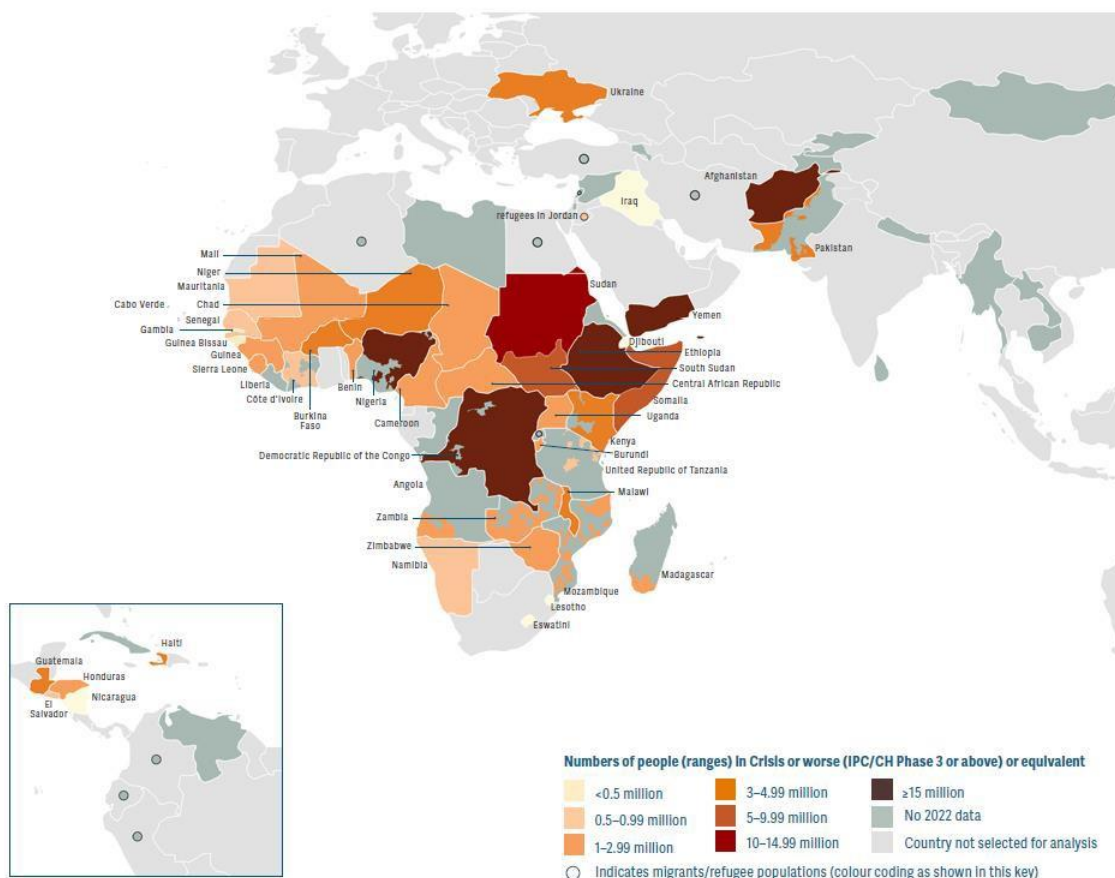 Ukraine
Afghanistan
Iraq
refugees in Jordan
Pakistan
Mali
Niger
Mauritania
Sudan
Cabo Verde
Chad
Yemen
Senegal
Gambia
Djibouti
Guinea Bissau
Ethiopia
Guinea
South Sudan
Sierra Leone
Central African Republic
Liberia
Benin
Côte d'Ivoire
Nigeria
Somalia
Burkina
Faso
Uganda
Cameroon
Kenya
Democratic Republic of the Congo
Burundi
United Republic of Tanzania
Angola
Malawi
Zambia
Zimbabwe
Namibia
Madagascar
Mozambique
Lesotho
Eswatini
Haiti
Guatemala
Honduras
Nicaragua
El
Salvador
Numbers of people (ranges) in Crisis or worse (IPC/CH Phase 3 or above) or equivalent
<0.5 million
3–4.99 million
≥15 million
0.5–0.99 million
5–9.99 million
No 2022 data
1–2.99 million
10–14.99 million
Country not selected for analysis
Indicates migrants/refugee populations (colour coding as shown in this key)